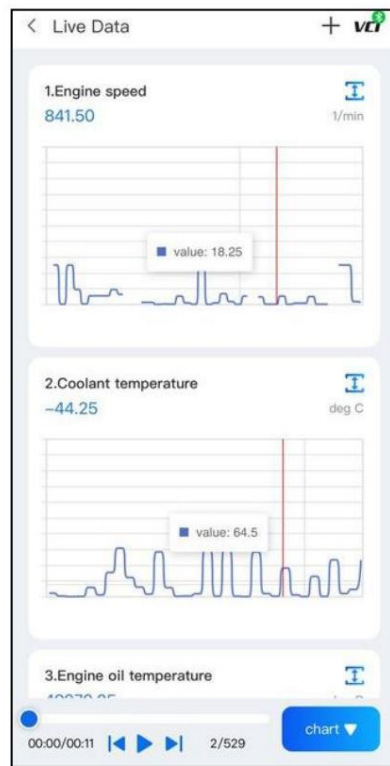 Live Data
VCI
1.Engine speed
841.50
1/min
value: 18.25
2.Coolant temperature
-44.25
deg C
value: 64.5
3.Engine oil temperature
00:00/00:11
2/529
chart